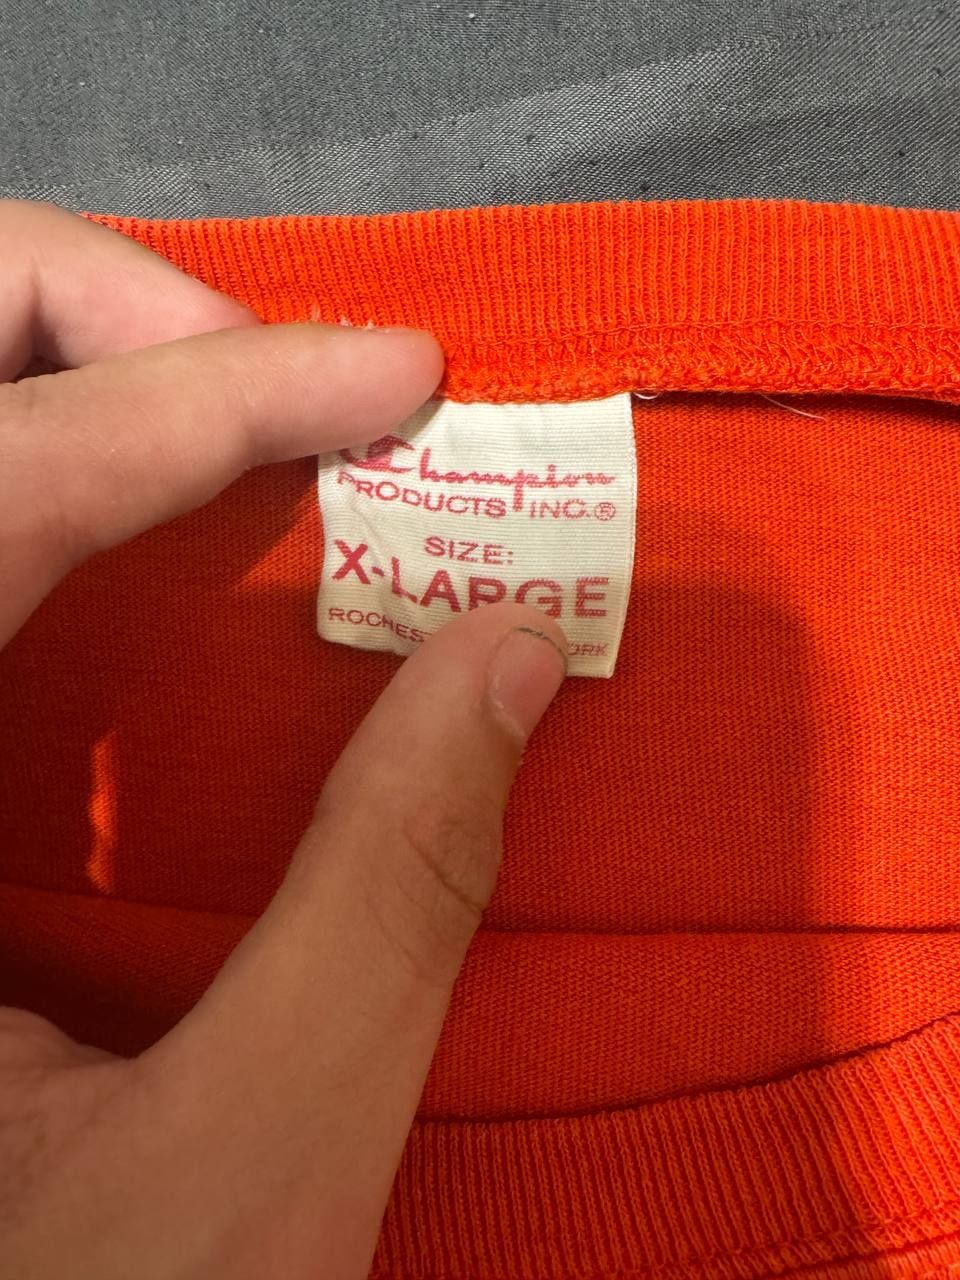 Champion
PRODUCTS INC.®
SIZE:
X-LARGE